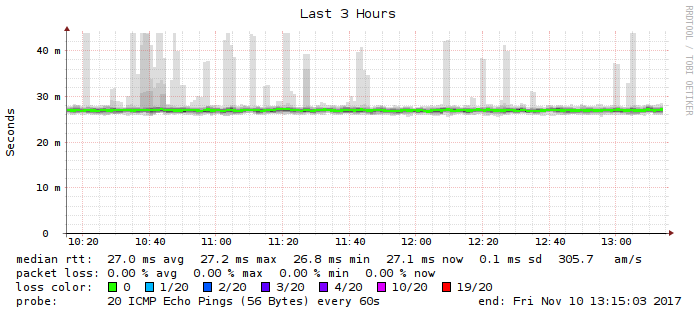 Last 3 Hours
RRDTOOL / TOBI OETIKER
Seconds
40 m
30 m
20 m
10 m
0
10:20 10:40 11:00 11:20 11:40 12:00 12:20 12:40 13:00
median rtt: 27.0 ms avg 27.2 ms max 26.8 ms min 27.1 ms now 0.1 ms sd 305.7 am/s
packet loss: 0.00 % avg 0.00 % max 0.00 % min 0.00 % now
loss color: 0 1/20 2/20 3/20 4/20 10/20 19/20
probe: 20 ICMP Echo Pings (56 Bytes) every 60s end: Fri Nov 10 13:15:03 2017